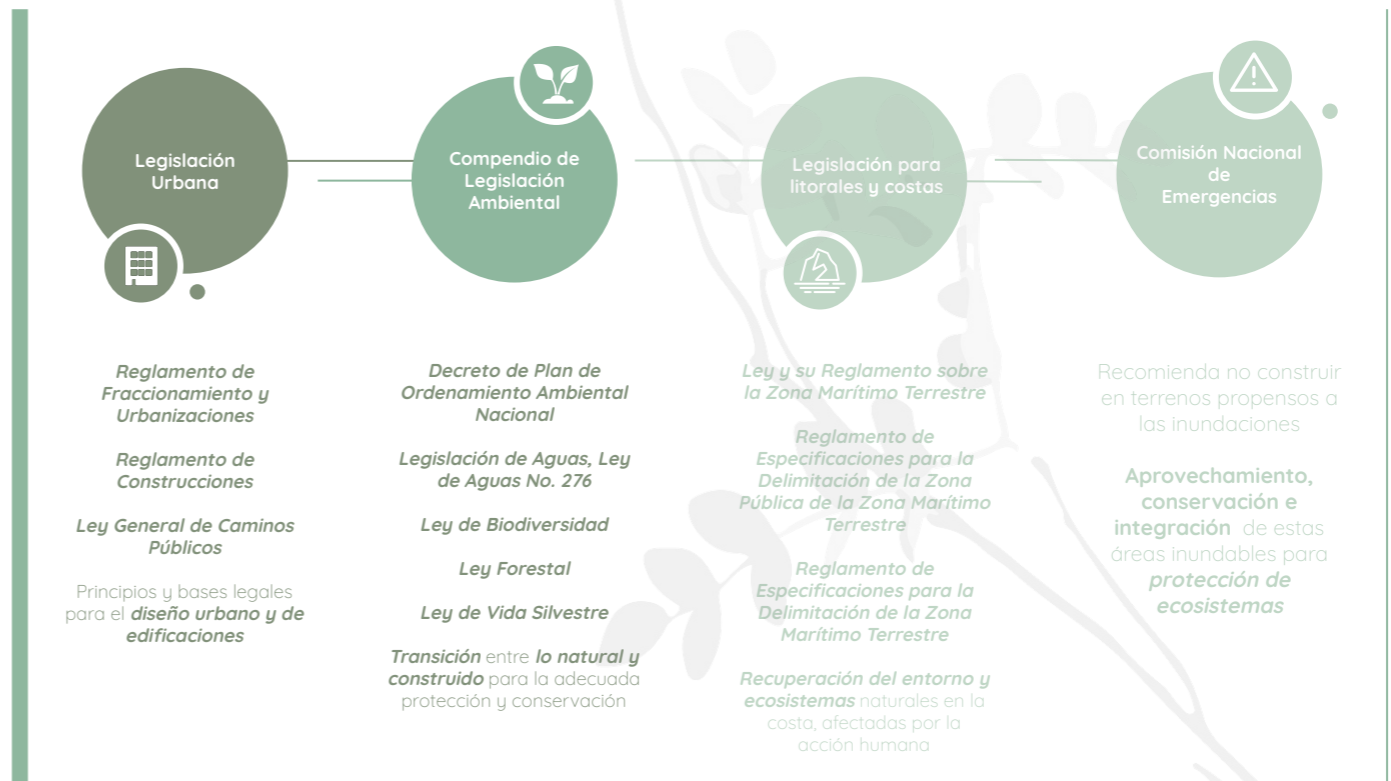 Legislación
Urbana
Reglamento de
Fraccionamiento y
Urbanizaciones
Reglamento de
Construcciones
Ley General de Caminos
Públicos
Principios y bases legales
para el diseño urbano y de
edificaciones
Compendio de
Legislación
Ambiental
Decreto de Plan de
Ordenamiento Ambiental
Nacional
Legislación de Aguas, Ley
de Aguas No. 276
Ley de Biodiversidad
Ley Forestal
Ley de Vida Silvestre
Transición entre lo natural y
construido para la adecuada
protección y conservación
Legislación para
litorales y costas
Ley y su Reglamento sobre
la Zona Marítimo Terrestre
Reglamento de
Especificaciones para la
Delimitación de la Zona
Pública de la Zona Marítimo
Terrestre
Reglamento de
Especificaciones para la
Delimitación de la Zona
Marítimo Terrestre
Recuperación del entorno y
ecosistemas naturales en la
costa, afectadas por la
acción humana
Comisión Nacional
de
Emergencias
Recomienda no construir
en terrenos propensos a
las inundaciones
Aprovechamiento,
conservación e
integración de estas
áreas inundables para
protección de
ecosistemas